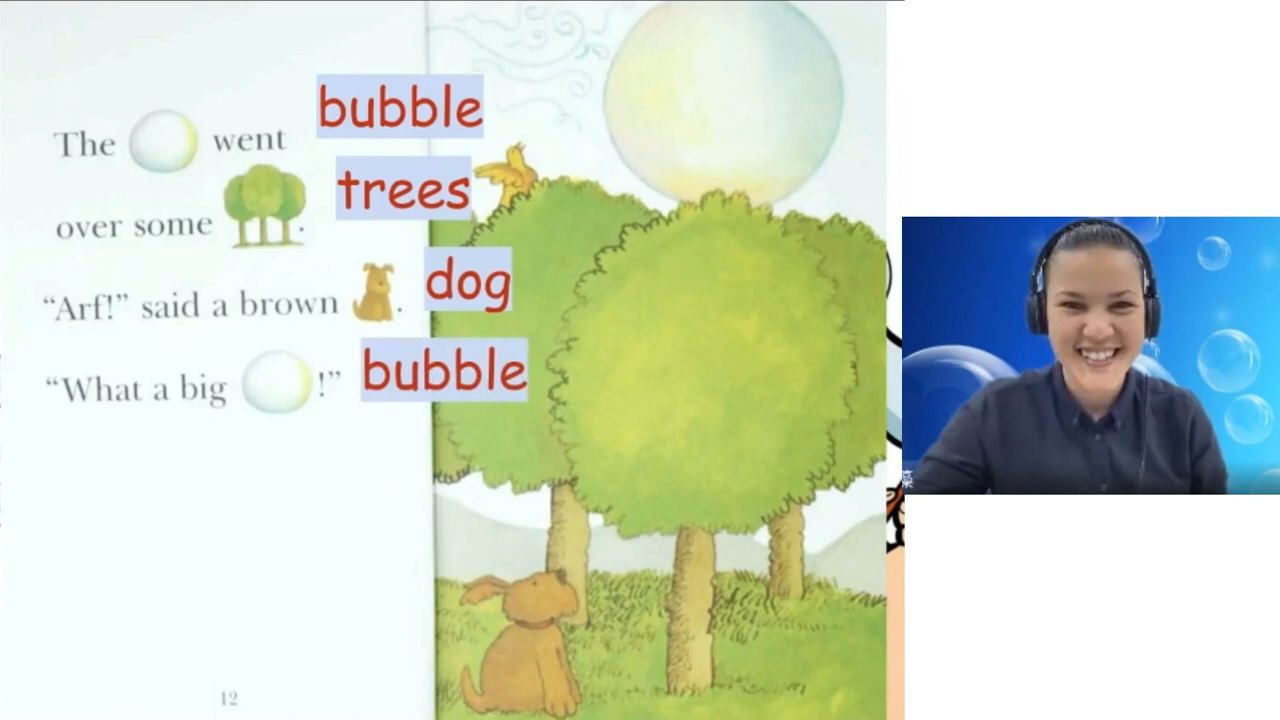 The went bubble
over some . trees
“Arf!” said a brown . dog
“What a big !” bubble
12